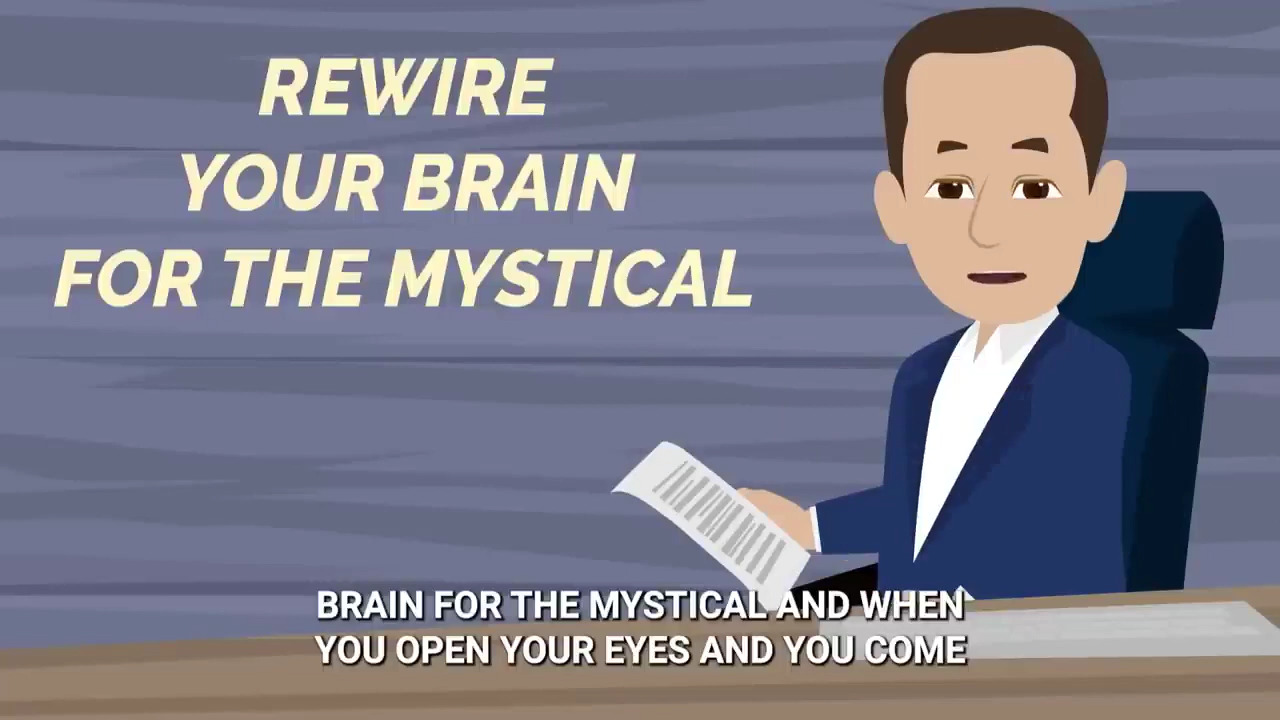 REWIRE
YOUR BRAIN
FOR THE MYSTICAL
BRAIN FOR THE MYSTICAL AND WHEN
YOU OPEN YOUR EYES AND YOU COME